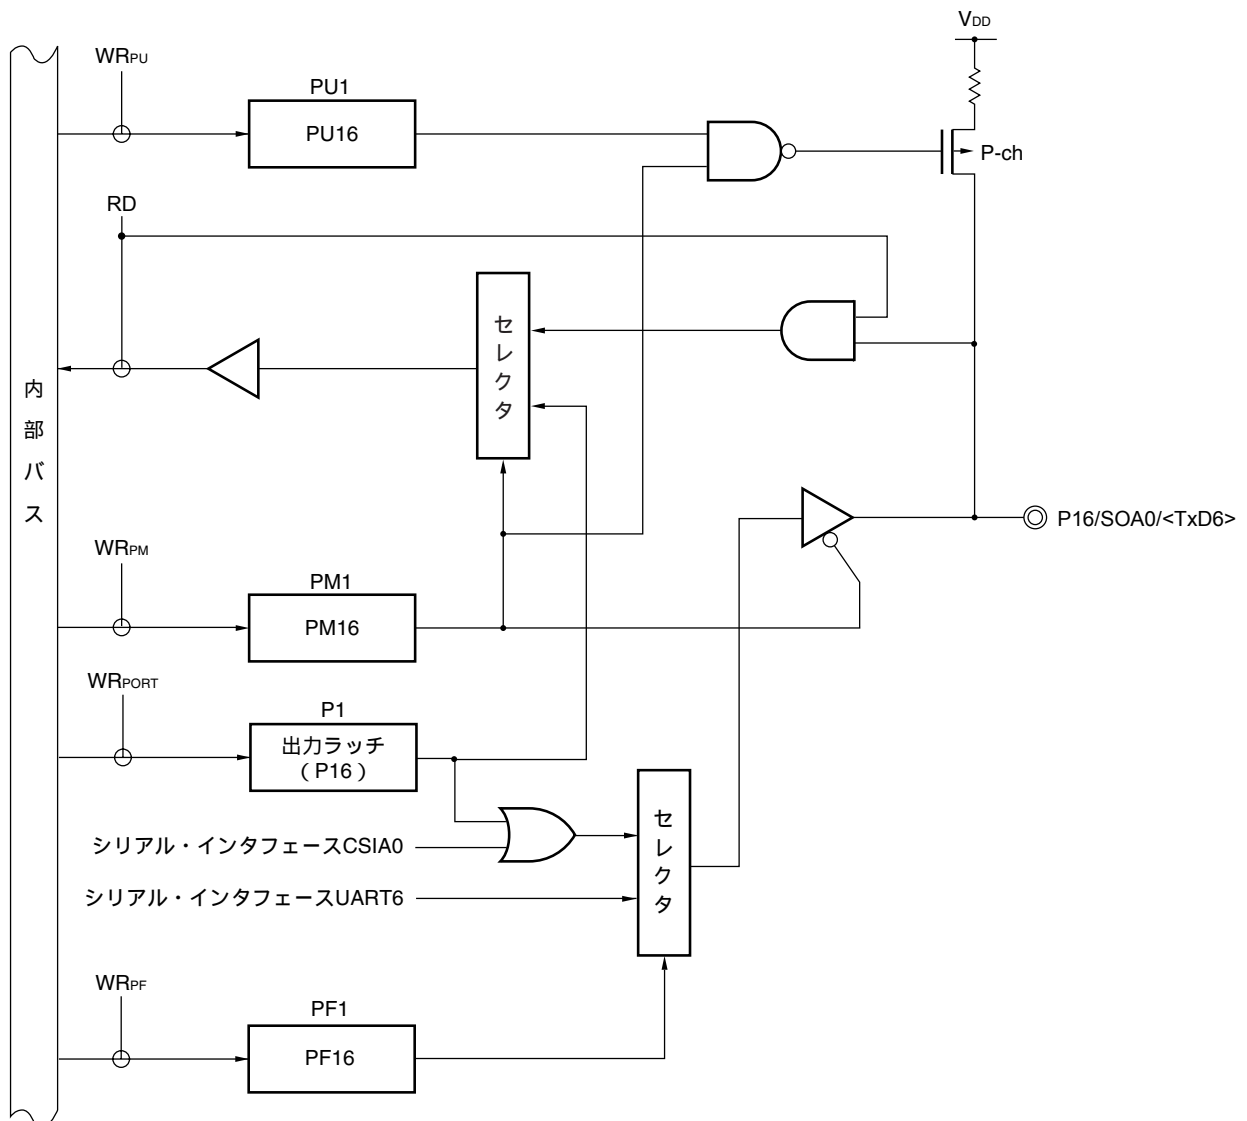 VDD
WRPU
PU1
PU16
P-ch
RD
セレクタ
内部バス
P16/SOA0/<TxD6>
WRPM
PM1
PM16
WRPORT
P1
出力ラッチ
（P16）
セレクタ
シリアル・インタフェースCSIA0
シリアル・インタフェースUART6
WRPF
PF1
PF16